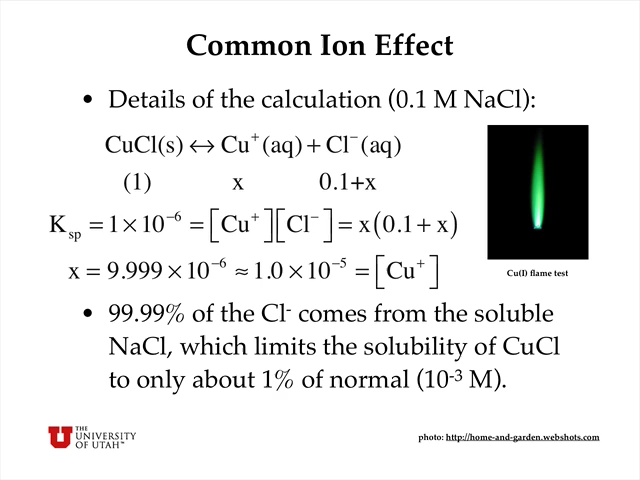 Common Ion Effect
• Details of the calculation (0.1 M NaCl):
CuCl(s) ↔ Cu⁺(aq) + Cl⁻(aq)
(1) x 0.1+x
Kₛₚ = 1 × 10⁻⁶ = [Cu⁺][Cl⁻] = x(0.1 + x)
x = 9.999 × 10⁻⁶ ≈ 1.0 × 10⁻⁵ = [Cu⁺]
Cu(I) flame test
• 99.99% of the Cl⁻ comes from the soluble
NaCl, which limits the solubility of CuCl
to only about 1% of normal (10⁻³ M).
THE
UNIVERSITY
OF UTAH™
photo: http://home-and-garden.webshots.com